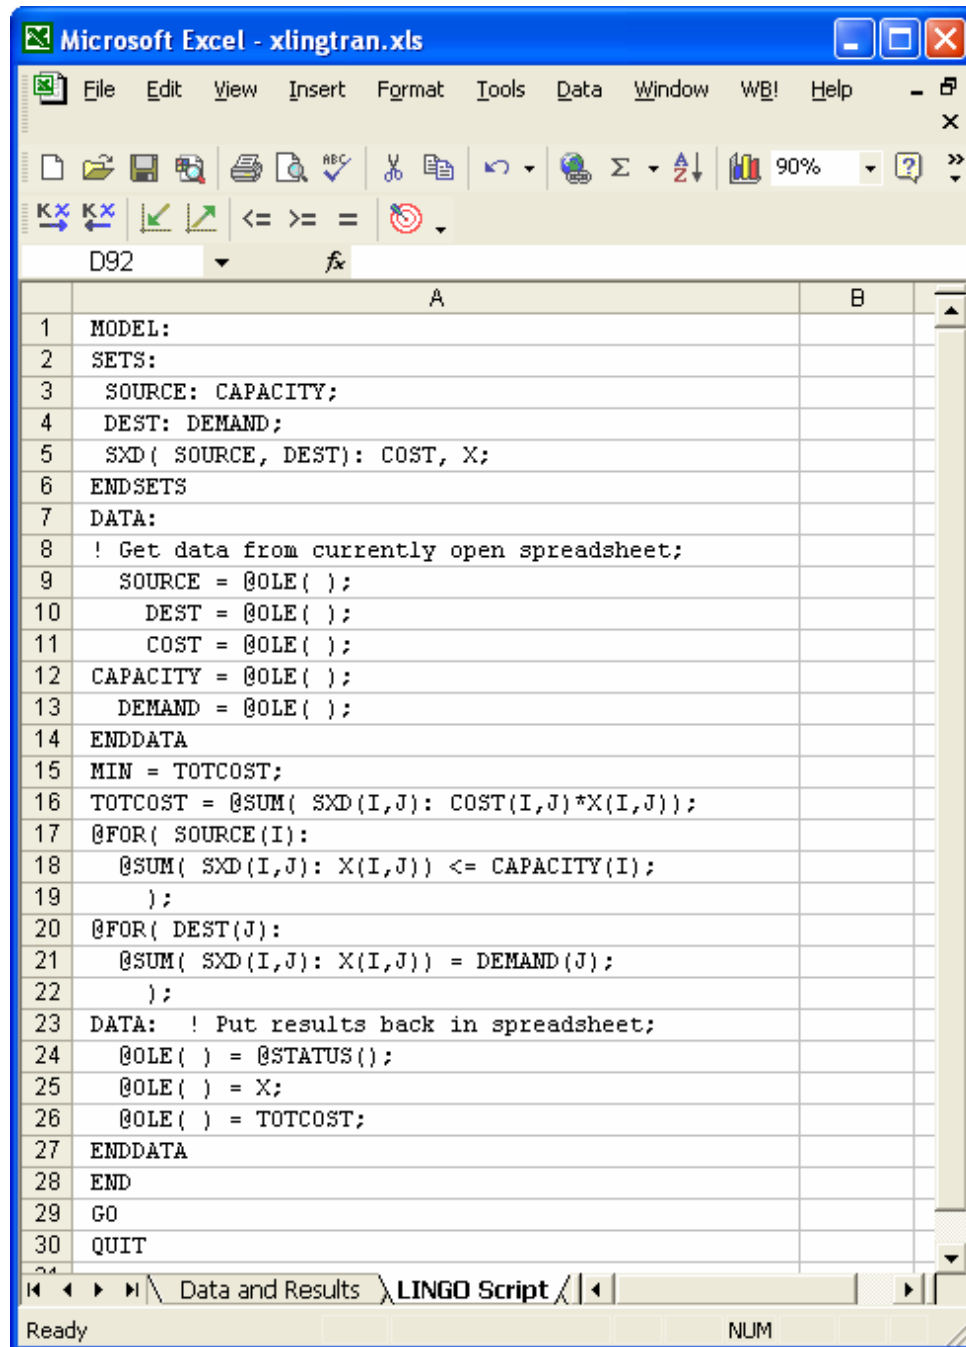 Microsoft Excel - xlingtran.xls
File Edit View Insert Format Tools Data Window WB! Help
ABC Σ A Z 90% ?
K K <= >= =
D92 fx
A B
1 MODEL:
2 SETS:
3 SOURCE: CAPACITY;
4 DEST: DEMAND;
5 SXD( SOURCE, DEST): COST, X;
6 ENDSETS
7 DATA:
8 ! Get data from currently open spreadsheet;
9 SOURCE = @OLE( );
10 DEST = @OLE( );
11 COST = @OLE( );
12 CAPACITY = @OLE( );
13 DEMAND = @OLE( );
14 ENDDATA
15 MIN = TOTCOST;
16 TOTCOST = @SUM( SXD(I,J): COST(I,J)*X(I,J));
17 @FOR( SOURCE(I):
18 @SUM( SXD(I,J): X(I,J)) <= CAPACITY(I);
19 );
20 @FOR( DEST(J):
21 @SUM( SXD(I,J): X(I,J)) = DEMAND(J);
22 );
23 DATA: ! Put results back in spreadsheet;
24 @OLE( ) = @STATUS();
25 @OLE( ) = X;
26 @OLE( ) = TOTCOST;
27 ENDDATA
28 END
29 GO
30 QUIT
Data and Results LINGO Script
Ready NUM